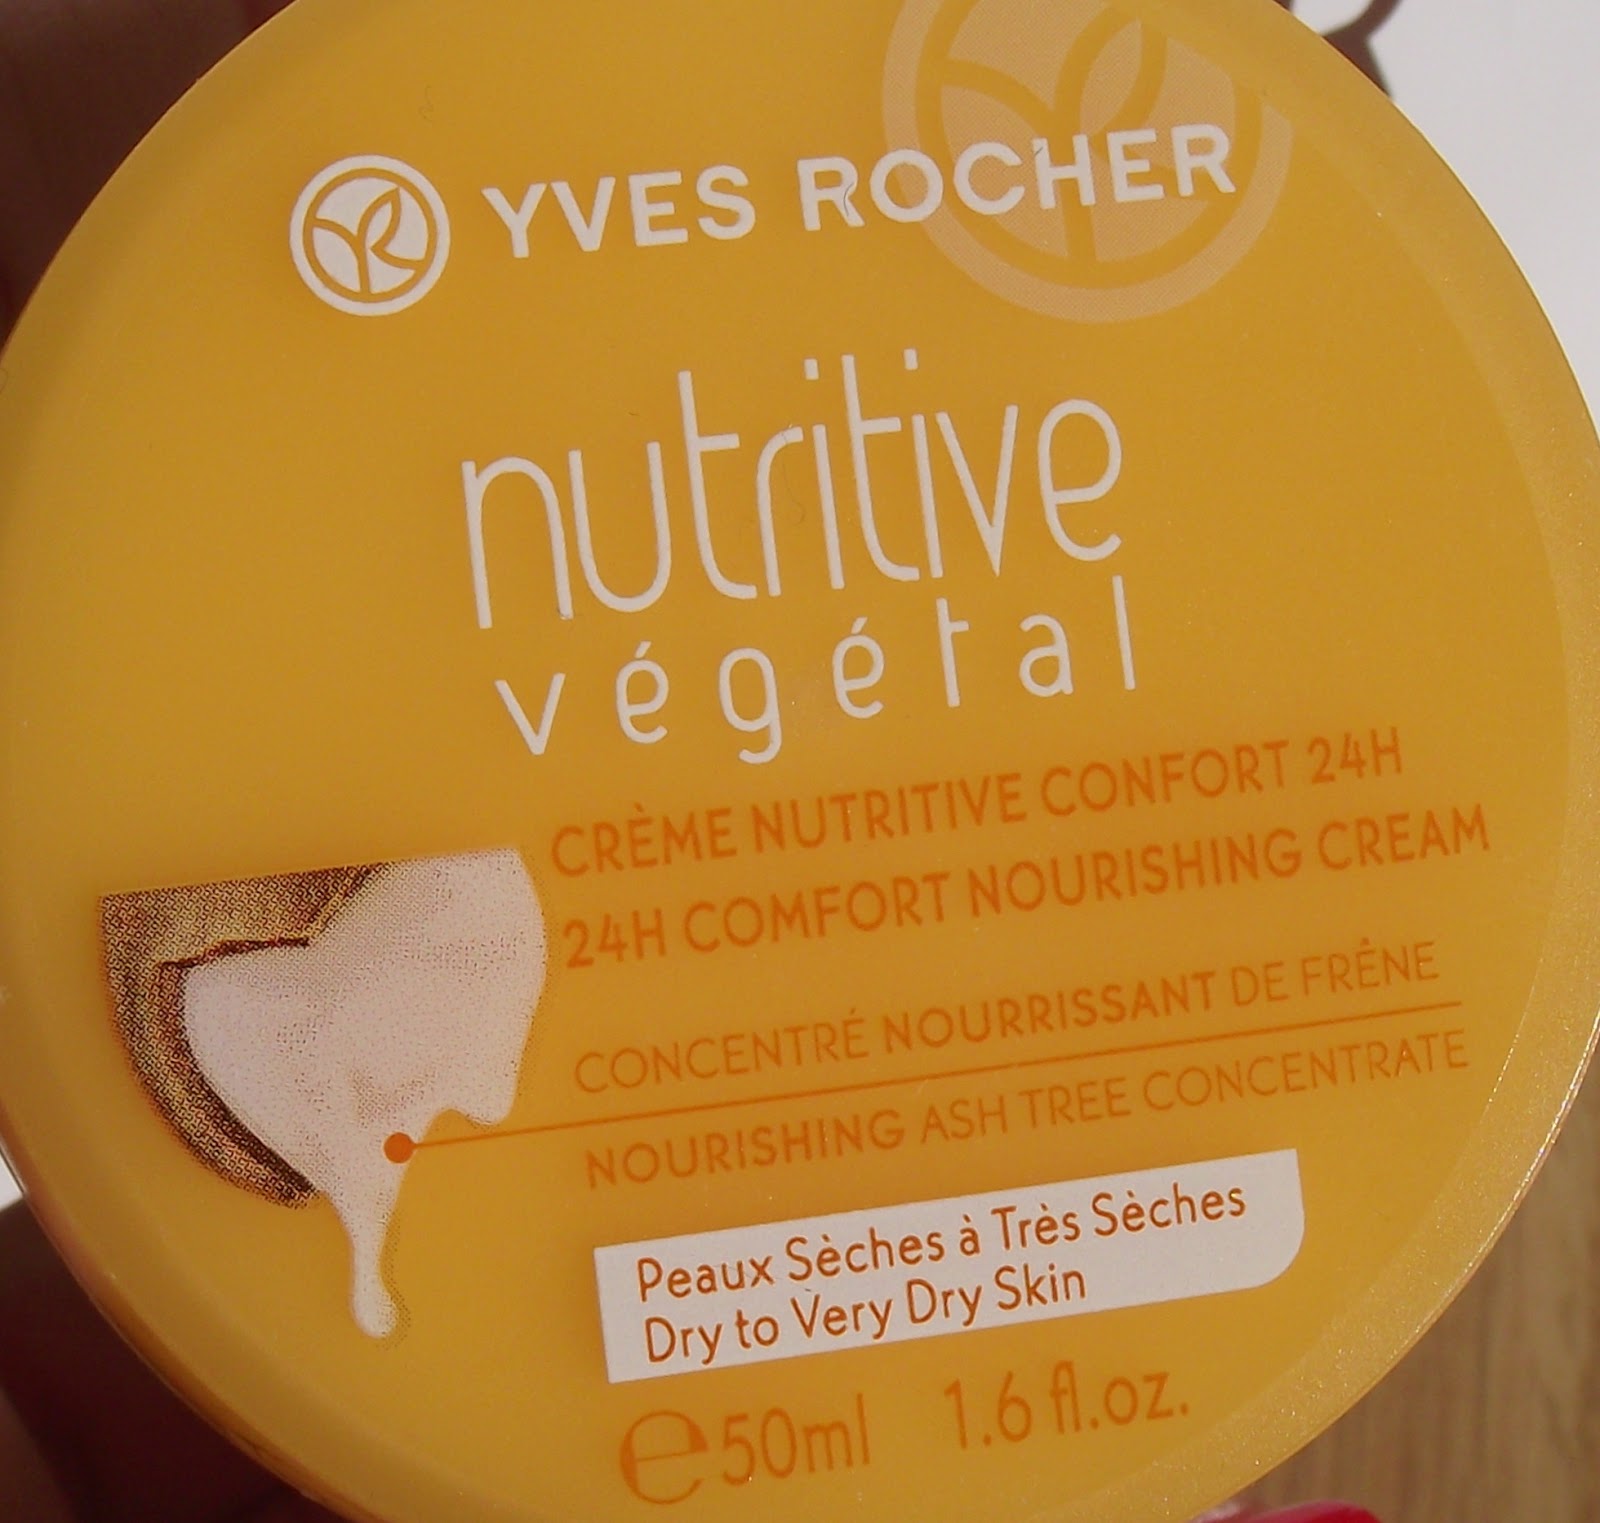 YVES ROCHER
nutritive
végétal
CRÈME NUTRITIVE CONFORT 24H
24H COMFORT NOURISHING CREAM
CONCENTRÉ NOURRISSANT DE FRÊNE
NOURISHING ASH TREE CONCENTRATE
Peaux Sèches à Très Sèches
Dry to Very Dry Skin
℮50ml 1.6 fl.oz.